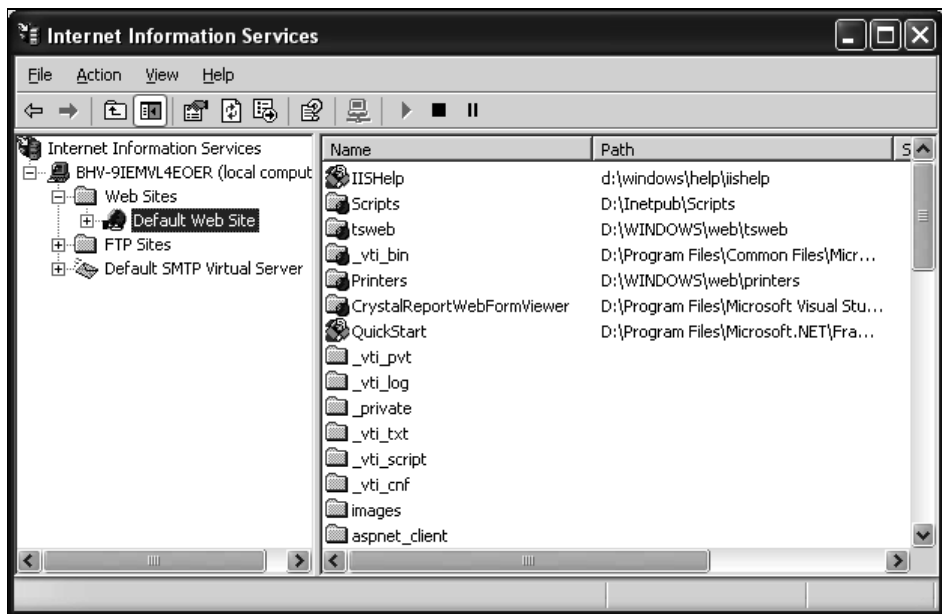 Internet Information Services
File Action View Help
Internet Information Services
BHV-9IEMVL4EOER (local comput
Web Sites
Default Web Site
FTP Sites
Default SMTP Virtual Server
Name Path S
IISHelp d:\windows\help\iishelp
Scripts D:\Inetpub\Scripts
tsweb D:\WINDOWS\web\tsweb
_vti_bin D:\Program Files\Common Files\Micr...
Printers D:\WINDOWS\web\printers
CrystalReportWebFormViewer D:\Program Files\Microsoft Visual Stu...
QuickStart D:\Program Files\Microsoft.NET\Fra...
_vti_pvt
_vti_log
_private
_vti_txt
_vti_script
_vti_cnf
images
aspnet_client